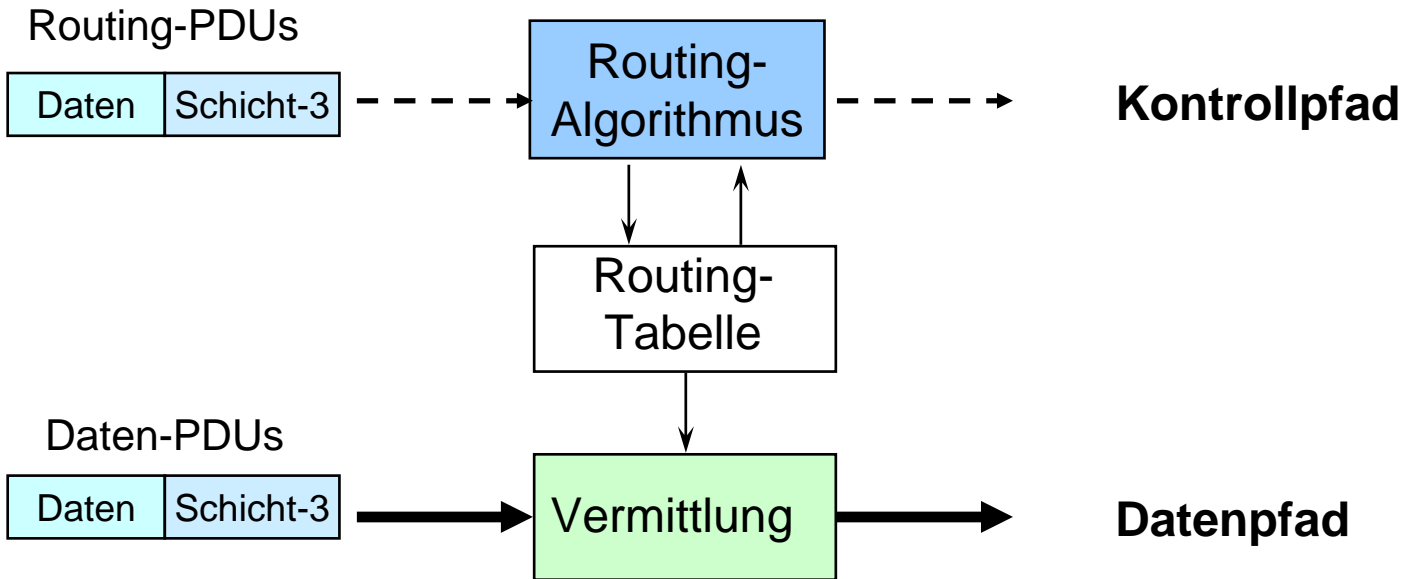 Routing-PDUs
Daten Schicht-3
Routing-
Algorithmus
Kontrollpfad
Routing-
Tabelle
Daten-PDUs
Daten Schicht-3
Vermittlung
Datenpfad